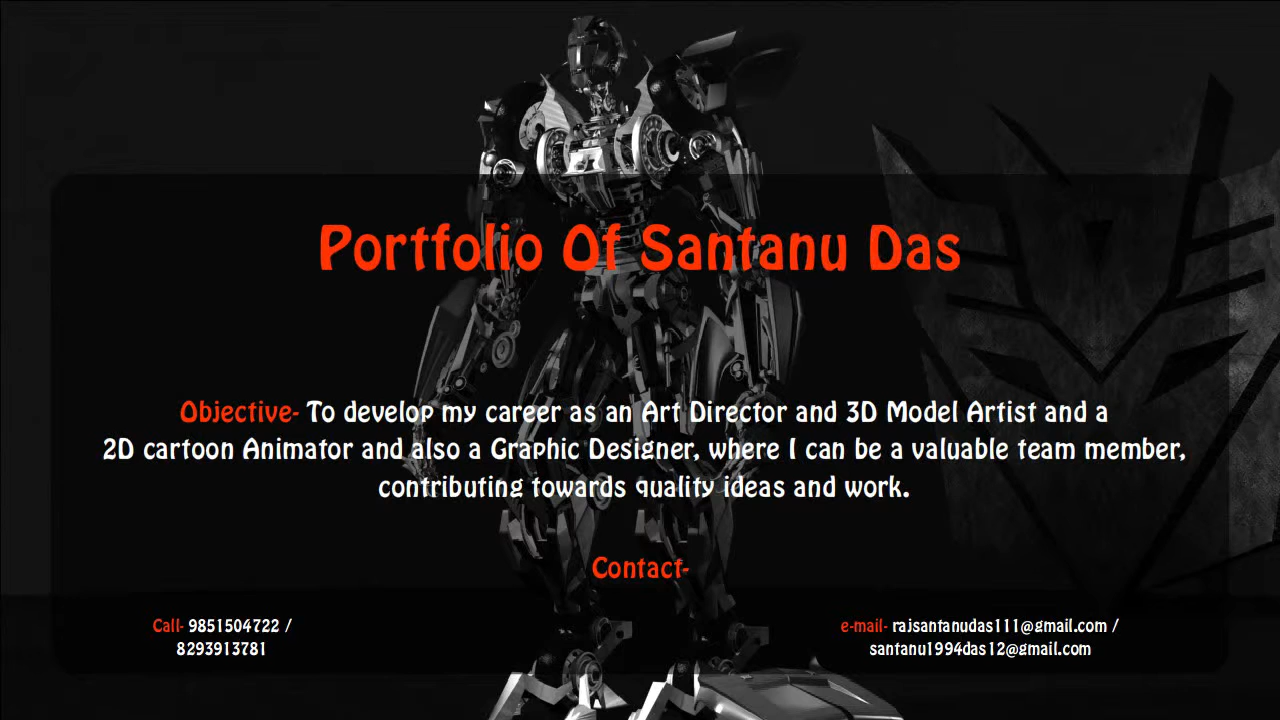 Portfolio Of Santanu Das
Objective- To develop my career as an Art Director and 3D Model Artist and a
2D cartoon Animator and also a Graphic Designer, where I can be a valuable team member,
contributing towards quality ideas and work.
Contact-
Call- 9851504722 /
8293913781
e-mail- rajsantanudas111@gmail.com /
santanu1994das12@gmail.com